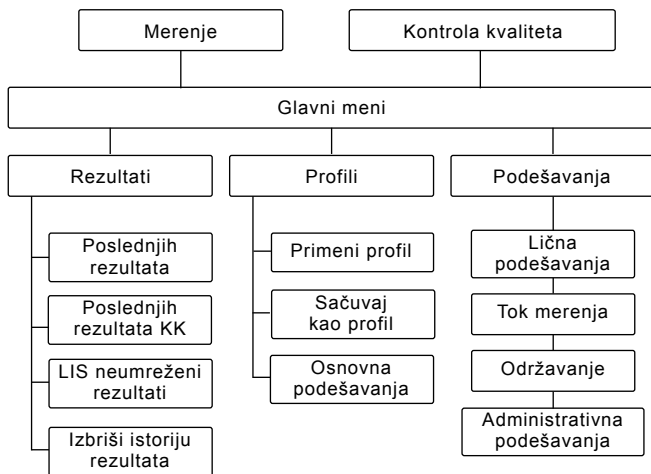 Merenje
Kontrola kvaliteta
Glavni meni
Rezultati
Poslednjih
rezultata
Poslednjih
rezultata KK
LIS neumreženi
rezultati
Izbriši istoriju
rezultata
Profili
Primeni profil
Sačuvaj
kao profil
Osnovna
podešavanja
Podešavanja
Lična
podešavanja
Tok merenja
Održavanje
Administrativna
podešavanja